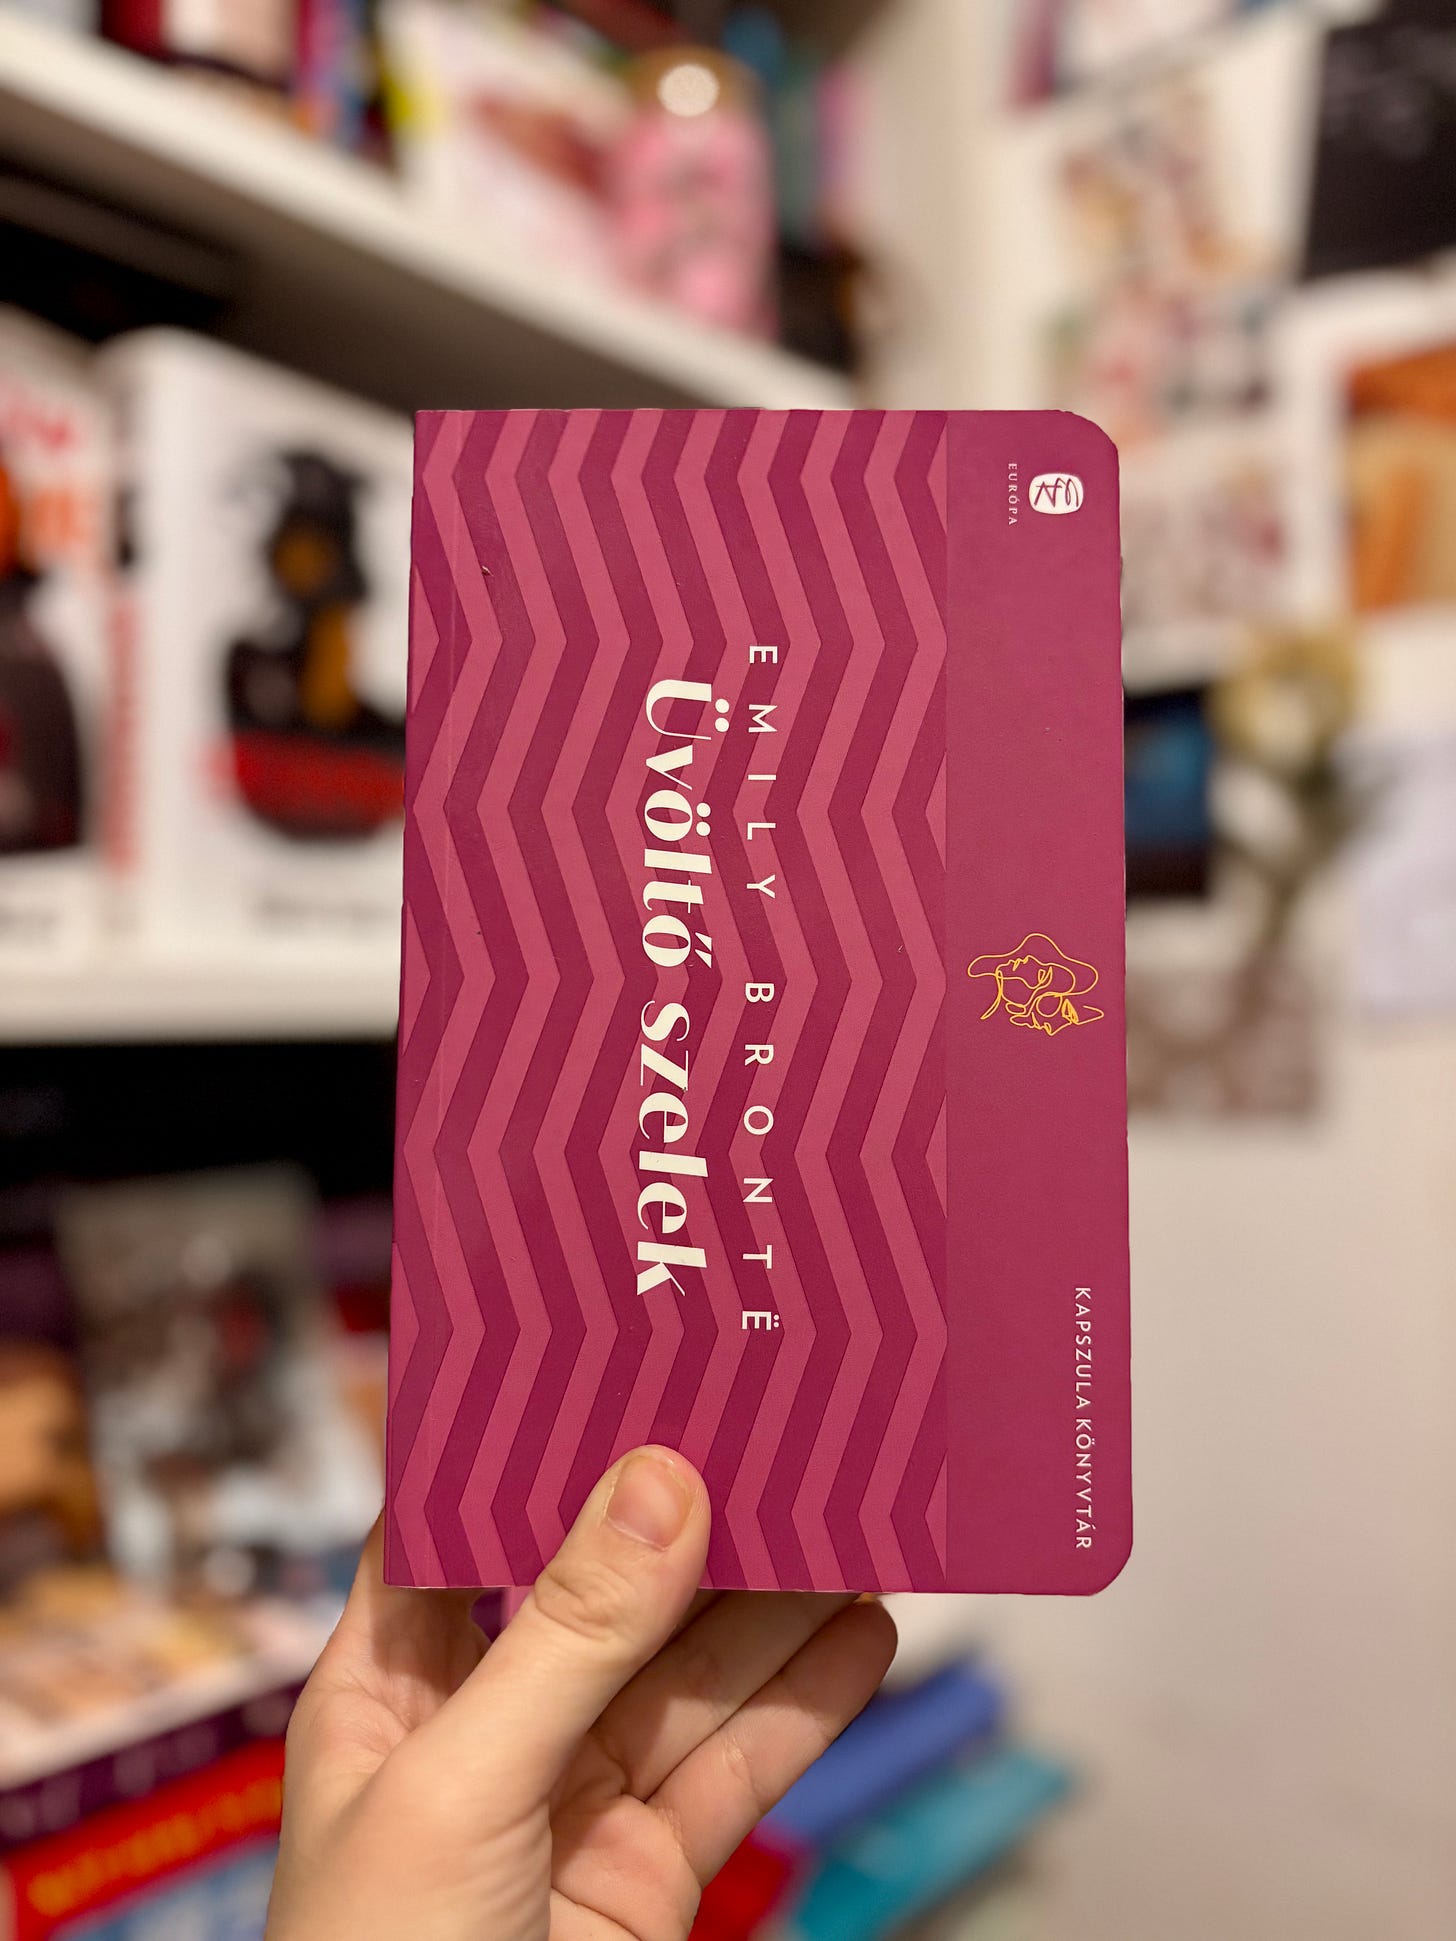 EURÓPA
EMILY BRONTË
Üvöltő szelek
KAPSZULA KÖNYVTÁR